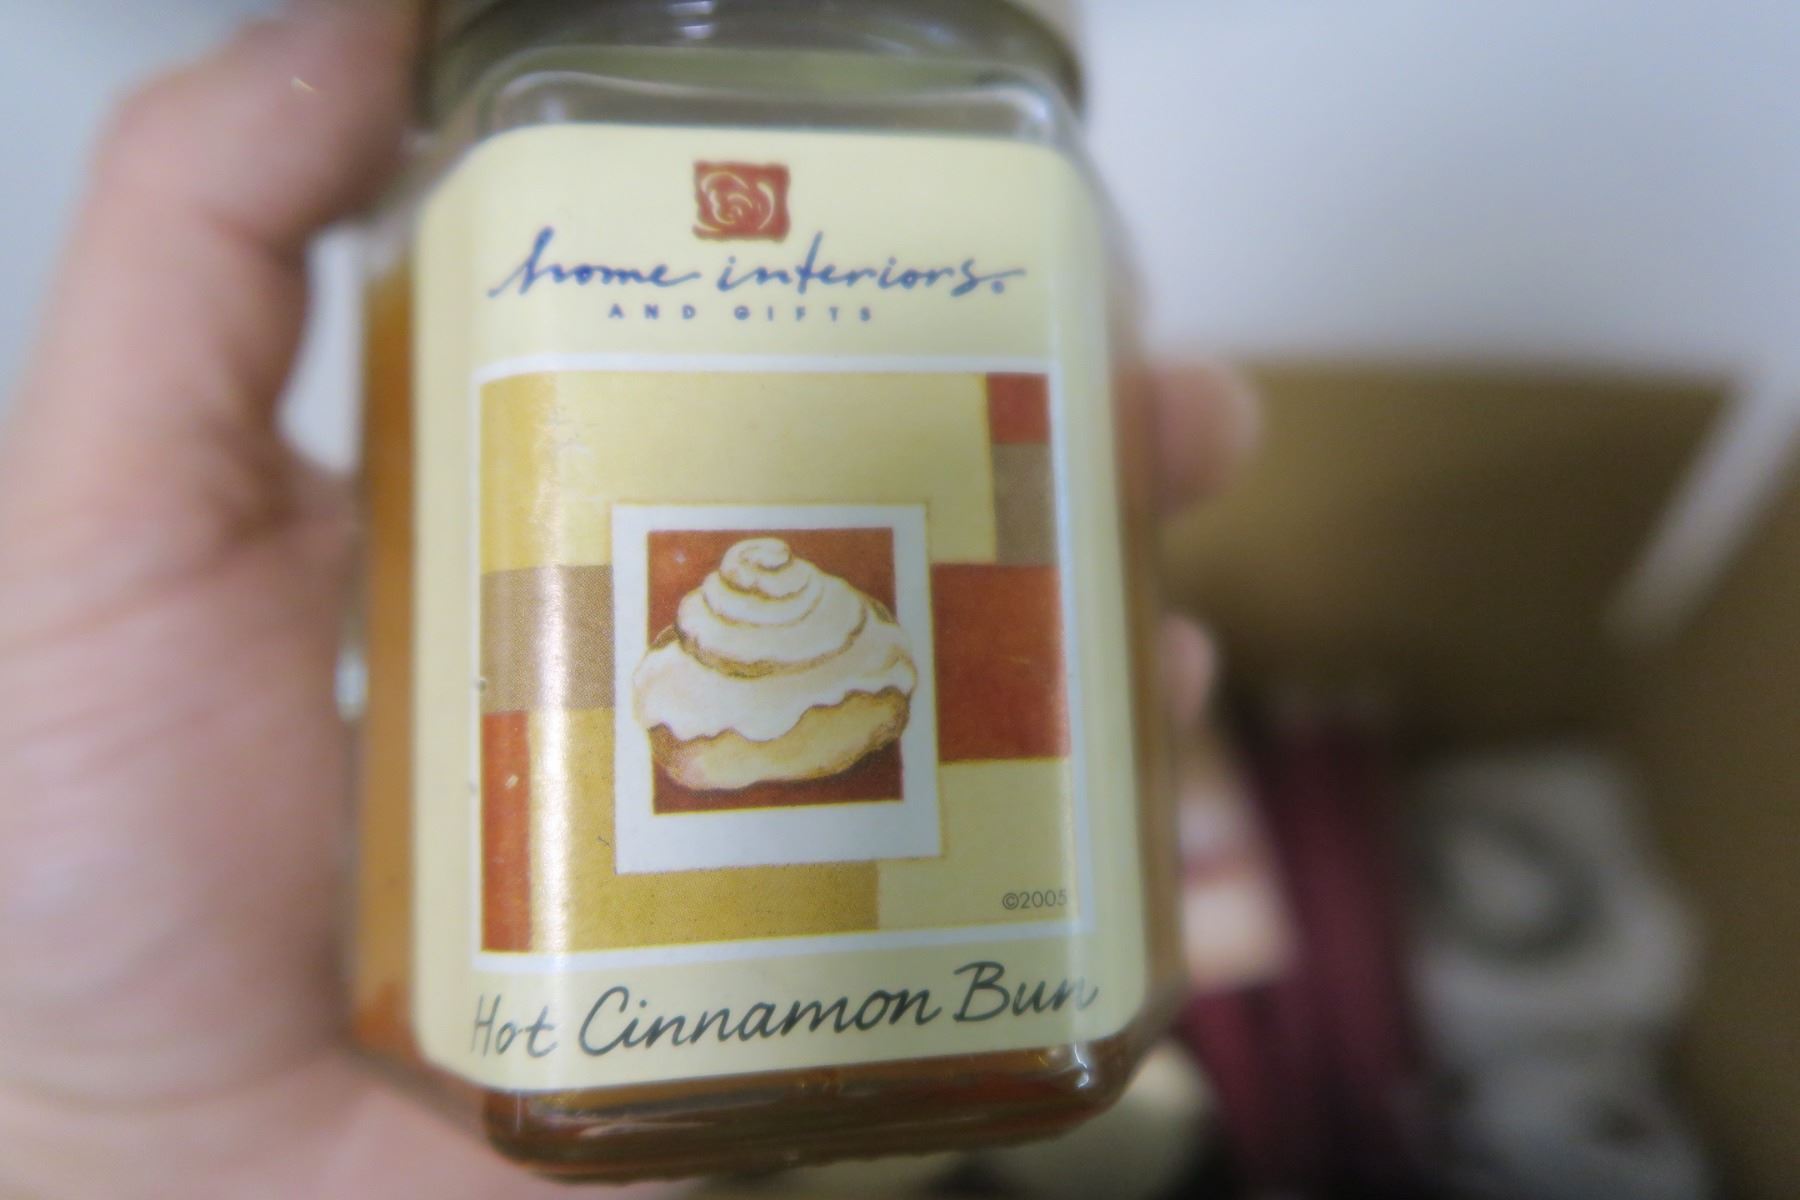 home interiors®
AND GIFTS
©2005
Hot Cinnamon Bun